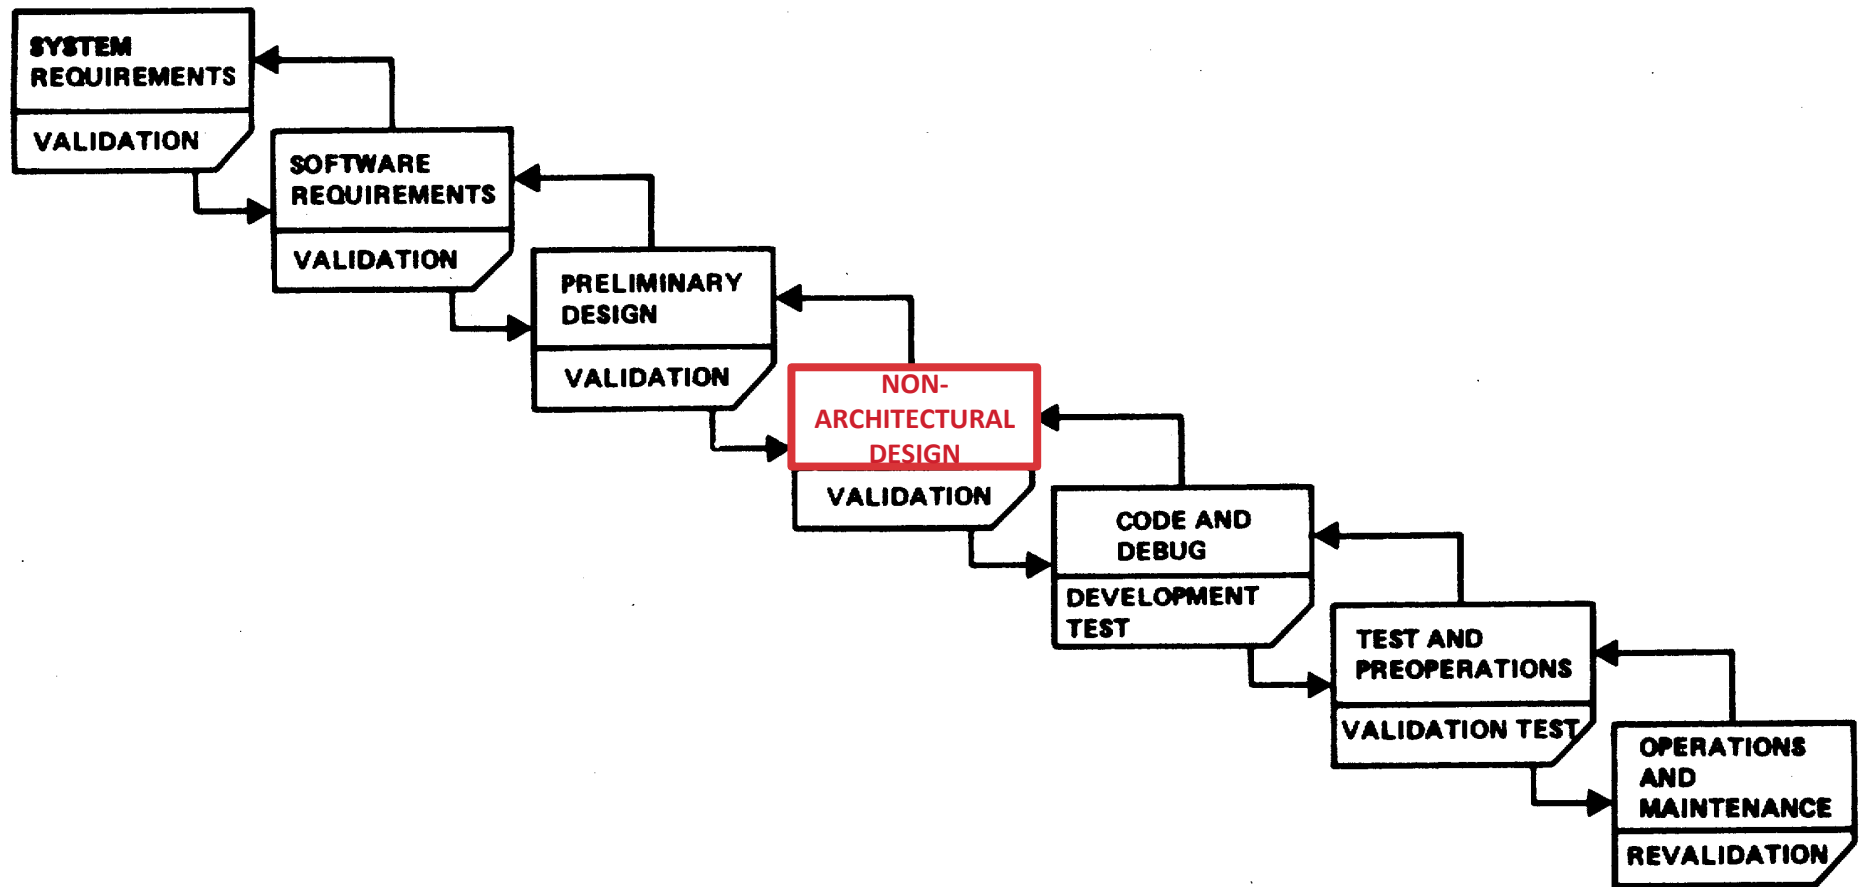 SYSTEM
REQUIREMENTS
VALIDATION
SOFTWARE
REQUIREMENTS
VALIDATION
PRELIMINARY
DESIGN
VALIDATION
NON-
ARCHITECTURAL
DESIGN
VALIDATION
CODE AND
DEBUG
DEVELOPMENT
TEST
TEST AND
PREOPERATIONS
VALIDATION TEST
OPERATIONS
AND
MAINTENANCE
REVALIDATION